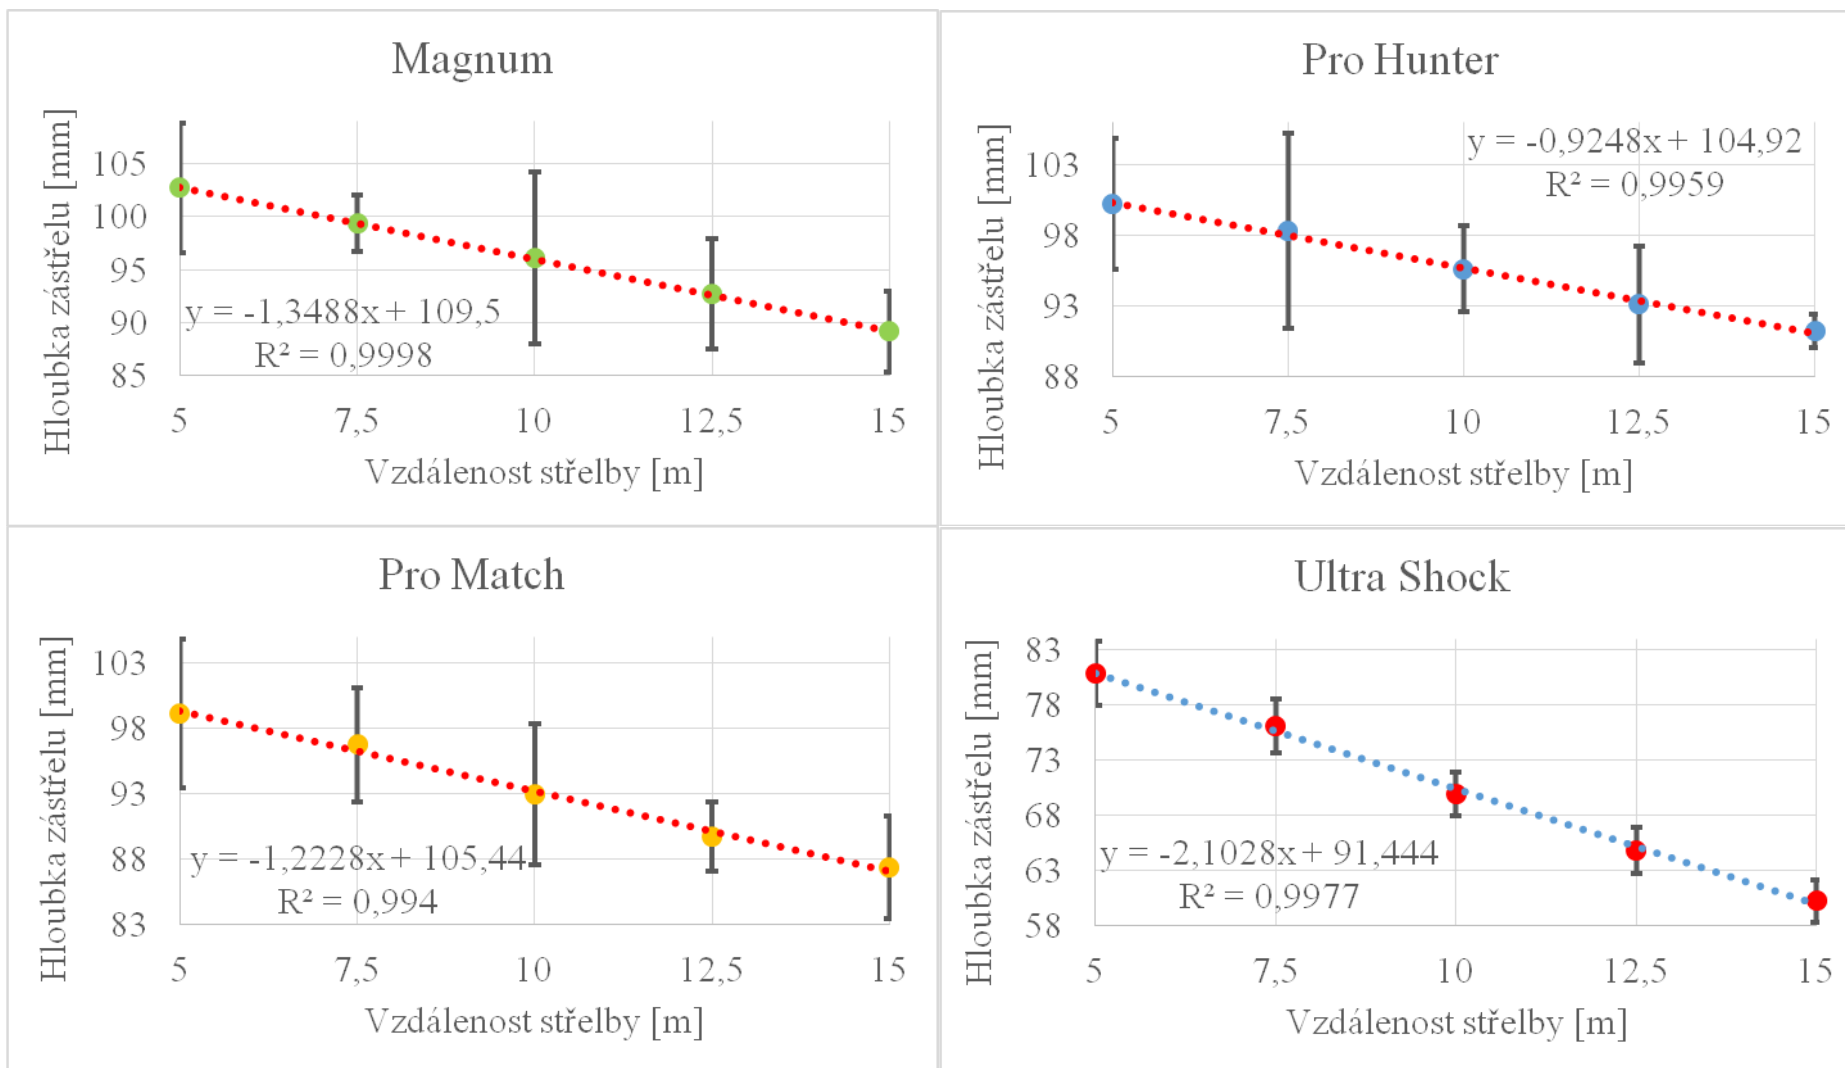 Magnum
Hloubka zástřelu [mm]
105
100
95
90
85
y = -1,3488x + 109,5
R² = 0,9998
5 7,5 10 12,5 15
Vzdálenost střelby [m]
Pro Hunter
Hloubka zástřelu [mm]
103
98
93
88
y = -0,9248x + 104,92
R² = 0,9959
5 7,5 10 12,5 15
Vzdálenost střelby [m]
Pro Match
Hloubka zástřelu [mm]
103
98
93
88
83
y = -1,2228x + 105,44
R² = 0,994
5 7,5 10 12,5 15
Vzdálenost střelby [m]
Ultra Shock
Hloubka zástřelu [mm]
83
78
73
68
63
58
y = -2,1028x + 91,444
R² = 0,9977
5 7,5 10 12,5 15
Vzdálenost střelby [m]